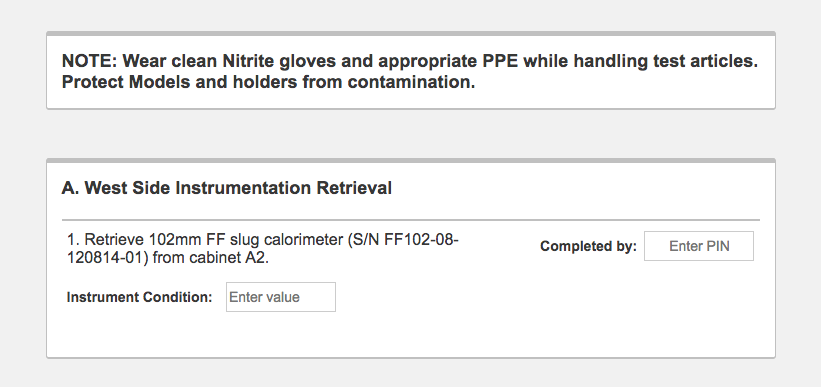 NOTE: Wear clean Nitrite gloves and appropriate PPE while handling test articles.
Protect Models and holders from contamination.
A. West Side Instrumentation Retrieval
1. Retrieve 102mm FF slug calorimeter (S/N FF102-08-
120814-01) from cabinet A2.
Completed by: Enter PIN
Instrument Condition: Enter value